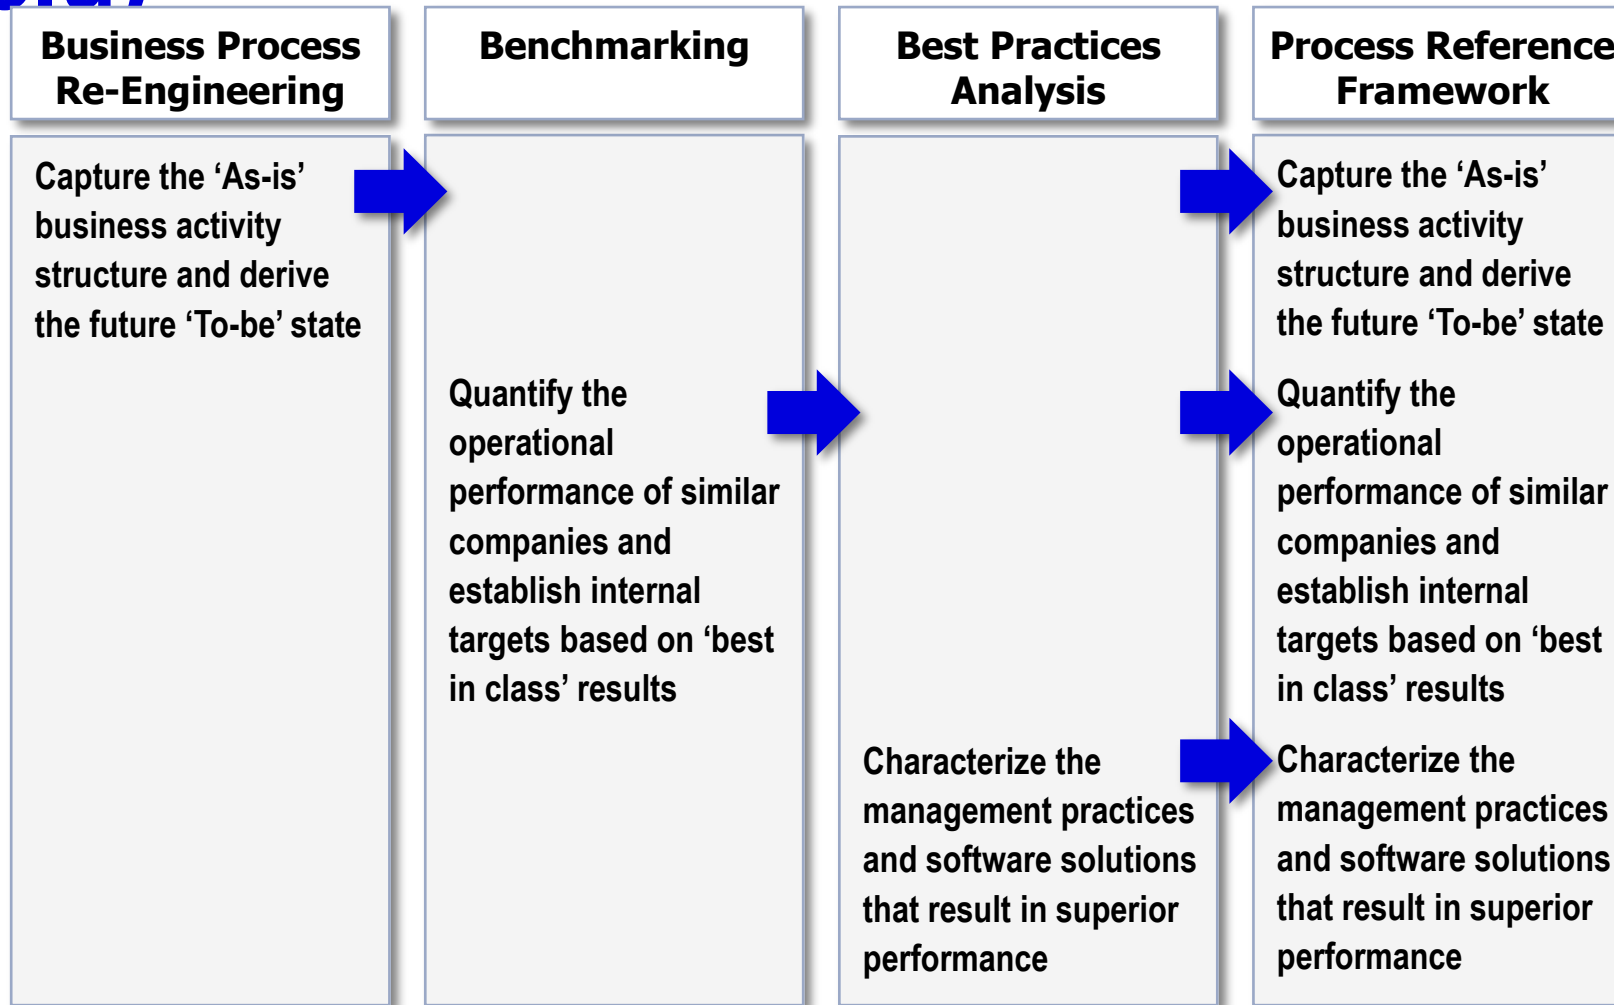 Business Process
Re-Engineering
Benchmarking
Best Practices
Analysis
Process Reference
Framework
Capture the ‘As-is’
business activity
structure and derive
the future ‘To-be’ state
Quantify the
operational
performance of similar
companies and
establish internal
targets based on ‘best
in class’ results
Characterize the
management practices
and software solutions
that result in superior
performance
Capture the ‘As-is’
business activity
structure and derive
the future ‘To-be’ state
Quantify the
operational
performance of similar
companies and
establish internal
targets based on ‘best
in class’ results
Characterize the
management practices
and software solutions
that result in superior
performance